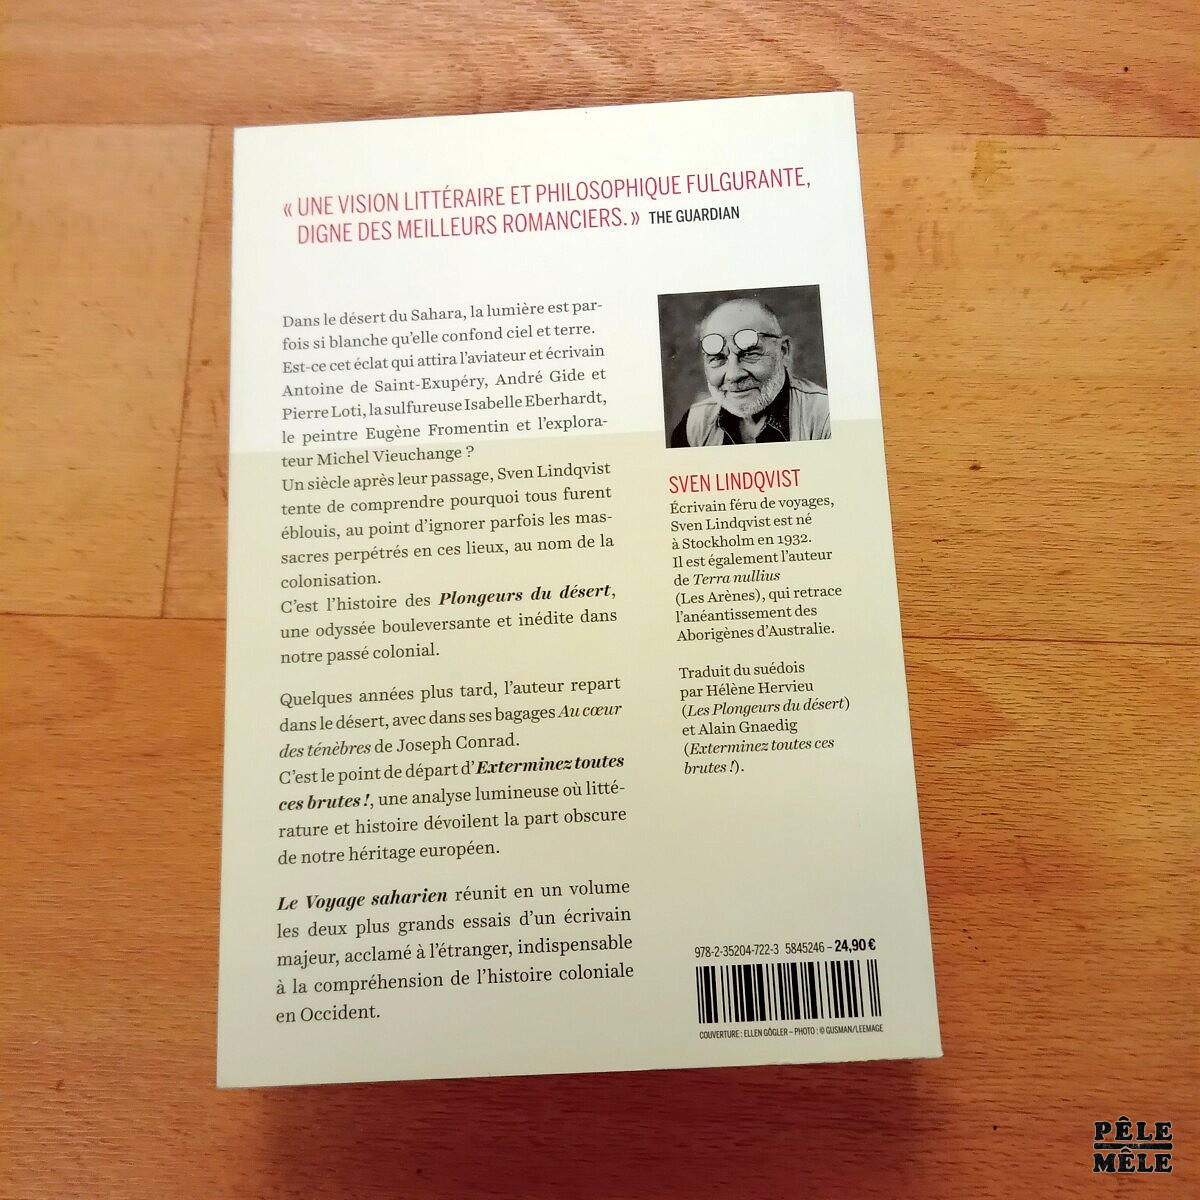 « UNE VISION LITTÉRAIRE ET PHILOSOPHIQUE FULGURANTE,
DIGNE DES MEILLEURS ROMANCIERS. » THE GUARDIAN
Dans le désert du Sahara, la lumière est par-
fois si blanche qu'elle confond ciel et terre.
Est-ce cet éclat qui attira l'aviateur et écrivain
Antoine de Saint-Exupéry, André Gide et
Pierre Loti, la sulfureuse Isabelle Eberhardt,
le peintre Eugène Fromentin et l'explora-
teur Michel Vieuchange ?
Un siècle après leur passage, Sven Lindqvist
tente de comprendre pourquoi tous furent
éblouis, au point d'ignorer parfois les mas-
sacres perpétrés en ces lieux, au nom de la
colonisation.
C'est l'histoire des Plongeurs du désert,
une odyssée bouleversante et inédite dans
notre passé colonial.
Quelques années plus tard, l'auteur repart
dans le désert, avec dans ses bagages Au cœur
des ténèbres de Joseph Conrad.
C'est le point de départ d'Exterminez toutes
ces brutes !, une analyse lumineuse où litté-
rature et histoire dévoilent la part obscure
de notre héritage européen.
Le Voyage saharien réunit en un volume
les deux plus grands essais d'un écrivain
majeur, acclamé à l'étranger, indispensable
à la compréhension de l'histoire coloniale
en Occident.
SVEN LINDQVIST
Écrivain féru de voyages,
Sven Lindqvist est né
à Stockholm en 1932.
Il est également l'auteur
de Terra nullius
(Les Arènes), qui retrace
l'anéantissement des
Aborigènes d'Australie.
Traduit du suédois
par Hélène Hervieu
(Les Plongeurs du désert)
et Alain Gnaedig
(Exterminez toutes ces
brutes !).
978-2-35204-722-3 5845246 – 24,90 €
COUVERTURE : ELLEN GÖGLER – PHOTO : © GUSMAN/LEEMAGE
PÊLE
MÊLE